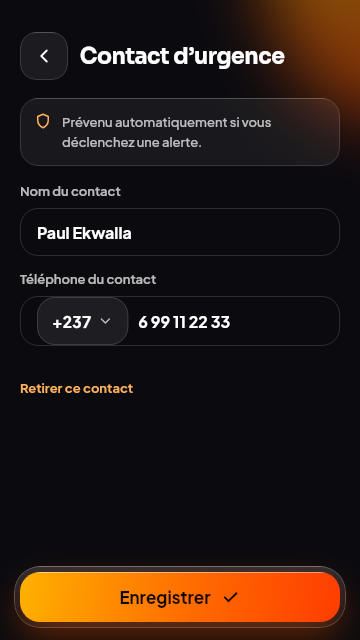 Contact d’urgence
Prévenu automatiquement si vous
déclenchez une alerte.
Nom du contact
Paul Ekwalla
Téléphone du contact
+237 6 99 11 22 33
Retirer ce contact
Enregistrer